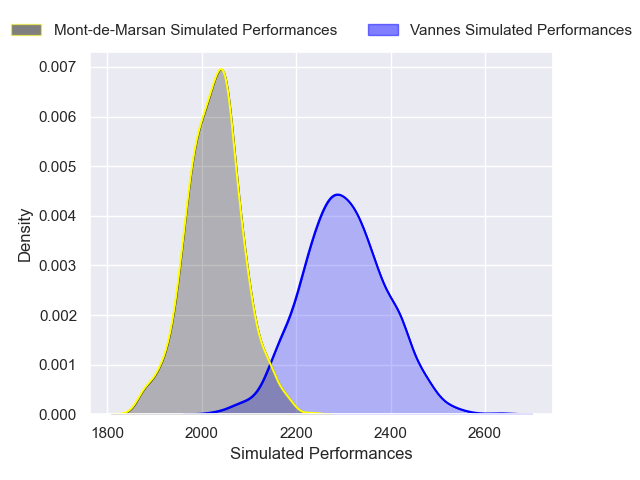 Mont-de-Marsan Simulated Performances
Vannes Simulated Performances
0.007
0.006
0.005
0.004
0.003
0.002
0.001
0.000
Density
1800 2000 2200 2400 2600
Simulated Performances